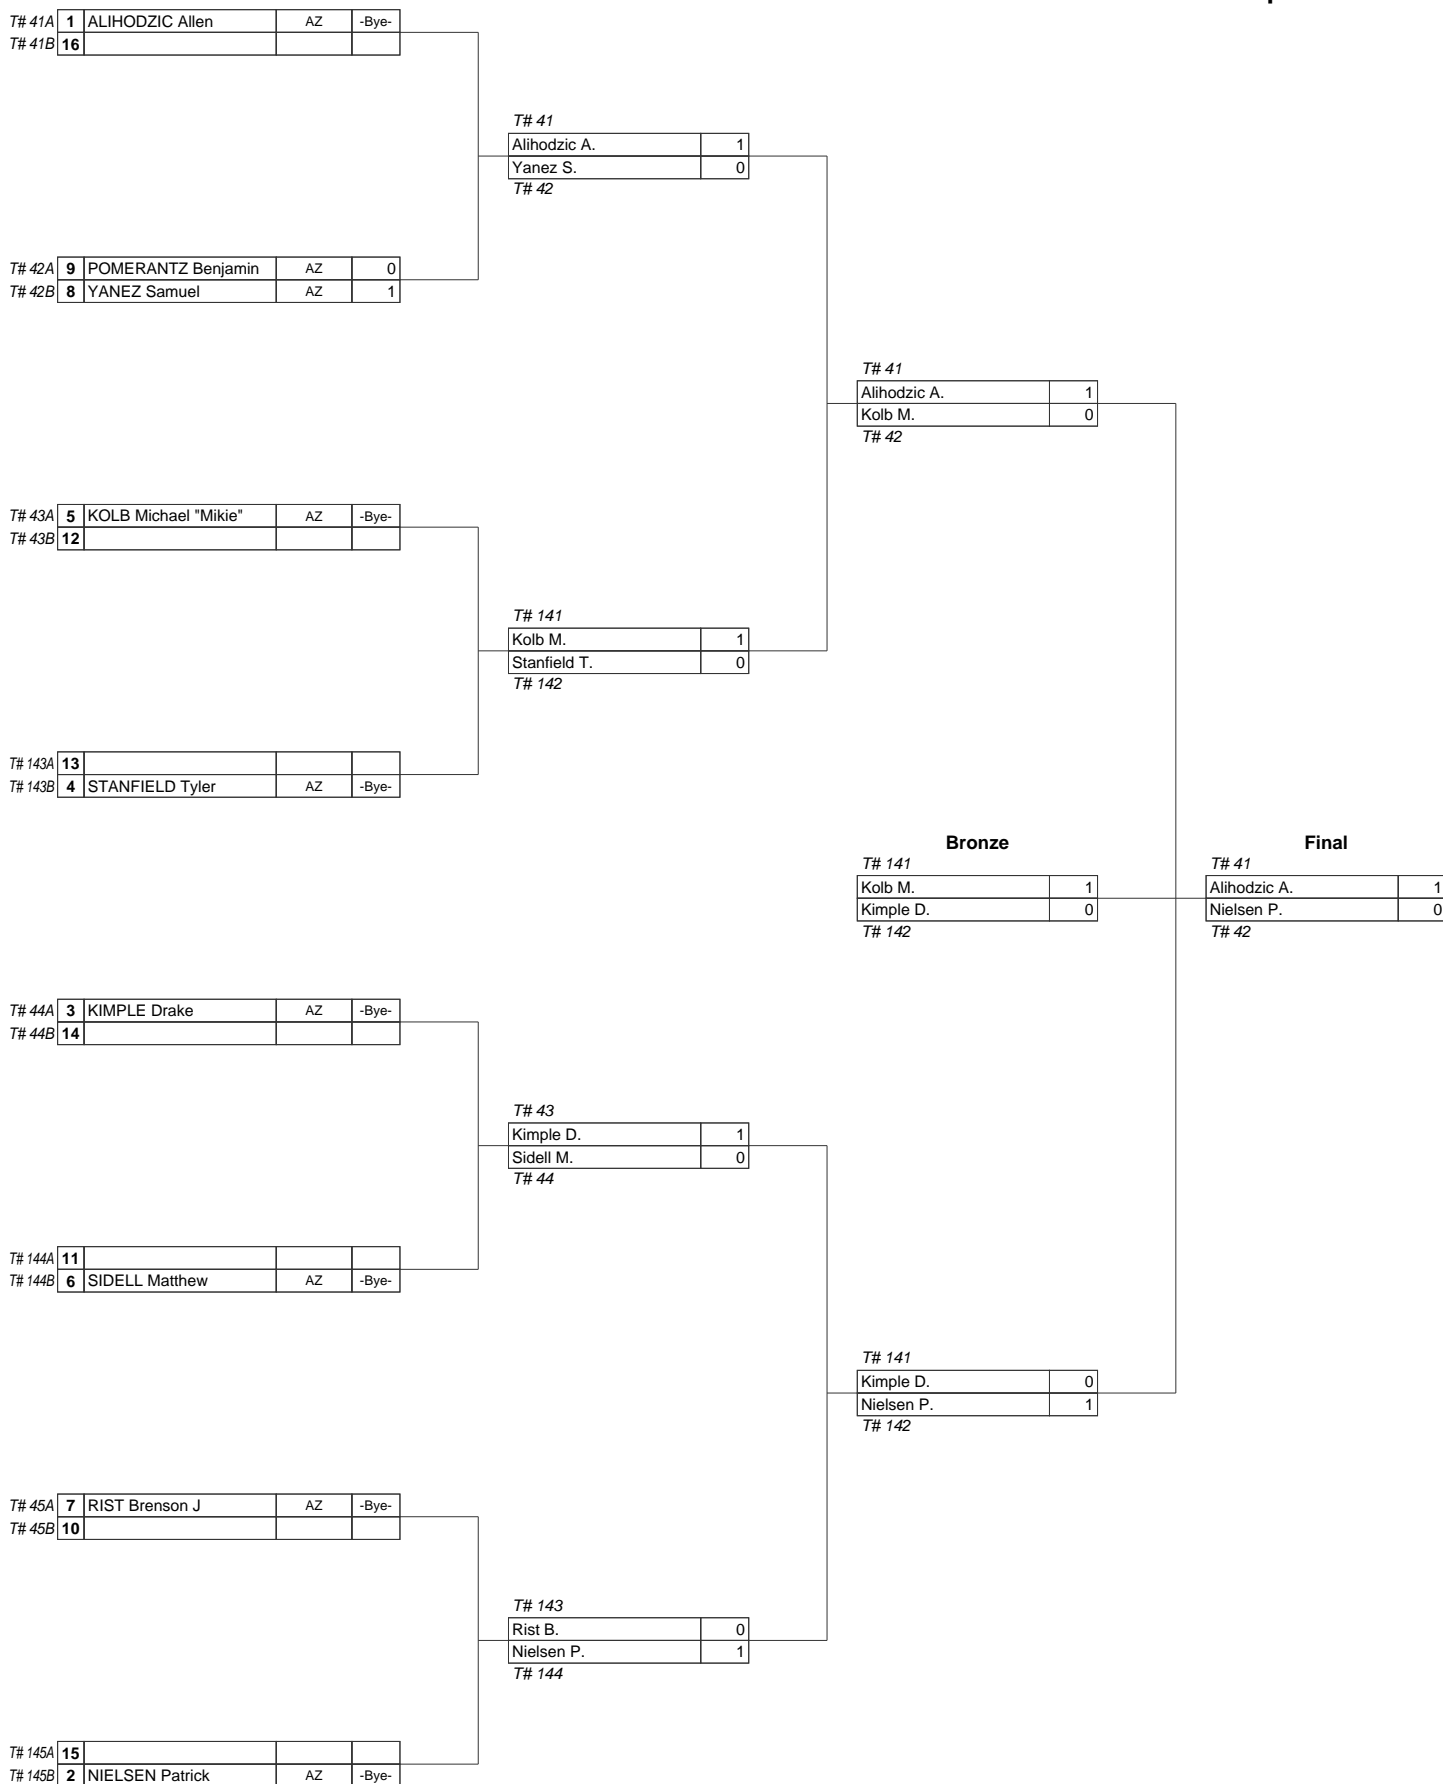 T# 41A 1 ALIHODZIC Allen AZ -Bye-
T# 41B 16
T# 41
Alihodzic A. 1
Yanez S. 0
T# 42
T# 42A 9 POMERANTZ Benjamin AZ 0
T# 42B 8 YANEZ Samuel AZ 1
T# 41
Alihodzic A. 1
Kolb M. 0
T# 42
T# 43A 5 KOLB Michael "Mikie" AZ -Bye-
T# 43B 12
T# 141
Kolb M. 1
Stanfield T. 0
T# 142
T# 143A 13
T# 143B 4 STANFIELD Tyler AZ -Bye-
Bronze
T# 141
Kolb M. 1
Kimple D. 0
T# 142
Final
T# 41
Alihodzic A. 1
Nielsen P. 0
T# 42
T# 44A 3 KIMPLE Drake AZ -Bye-
T# 44B 14
T# 43
Kimple D. 1
Sidell M. 0
T# 44
T# 144A 11
T# 144B 6 SIDELL Matthew AZ -Bye-
T# 141
Kimple D. 0
Nielsen P. 1
T# 142
T# 45A 7 RIST Brenson J AZ -Bye-
T# 45B 10
T# 143
Rist B. 0
Nielsen P. 1
T# 144
T# 145A 15
T# 145B 2 NIELSEN Patrick AZ -Bye-